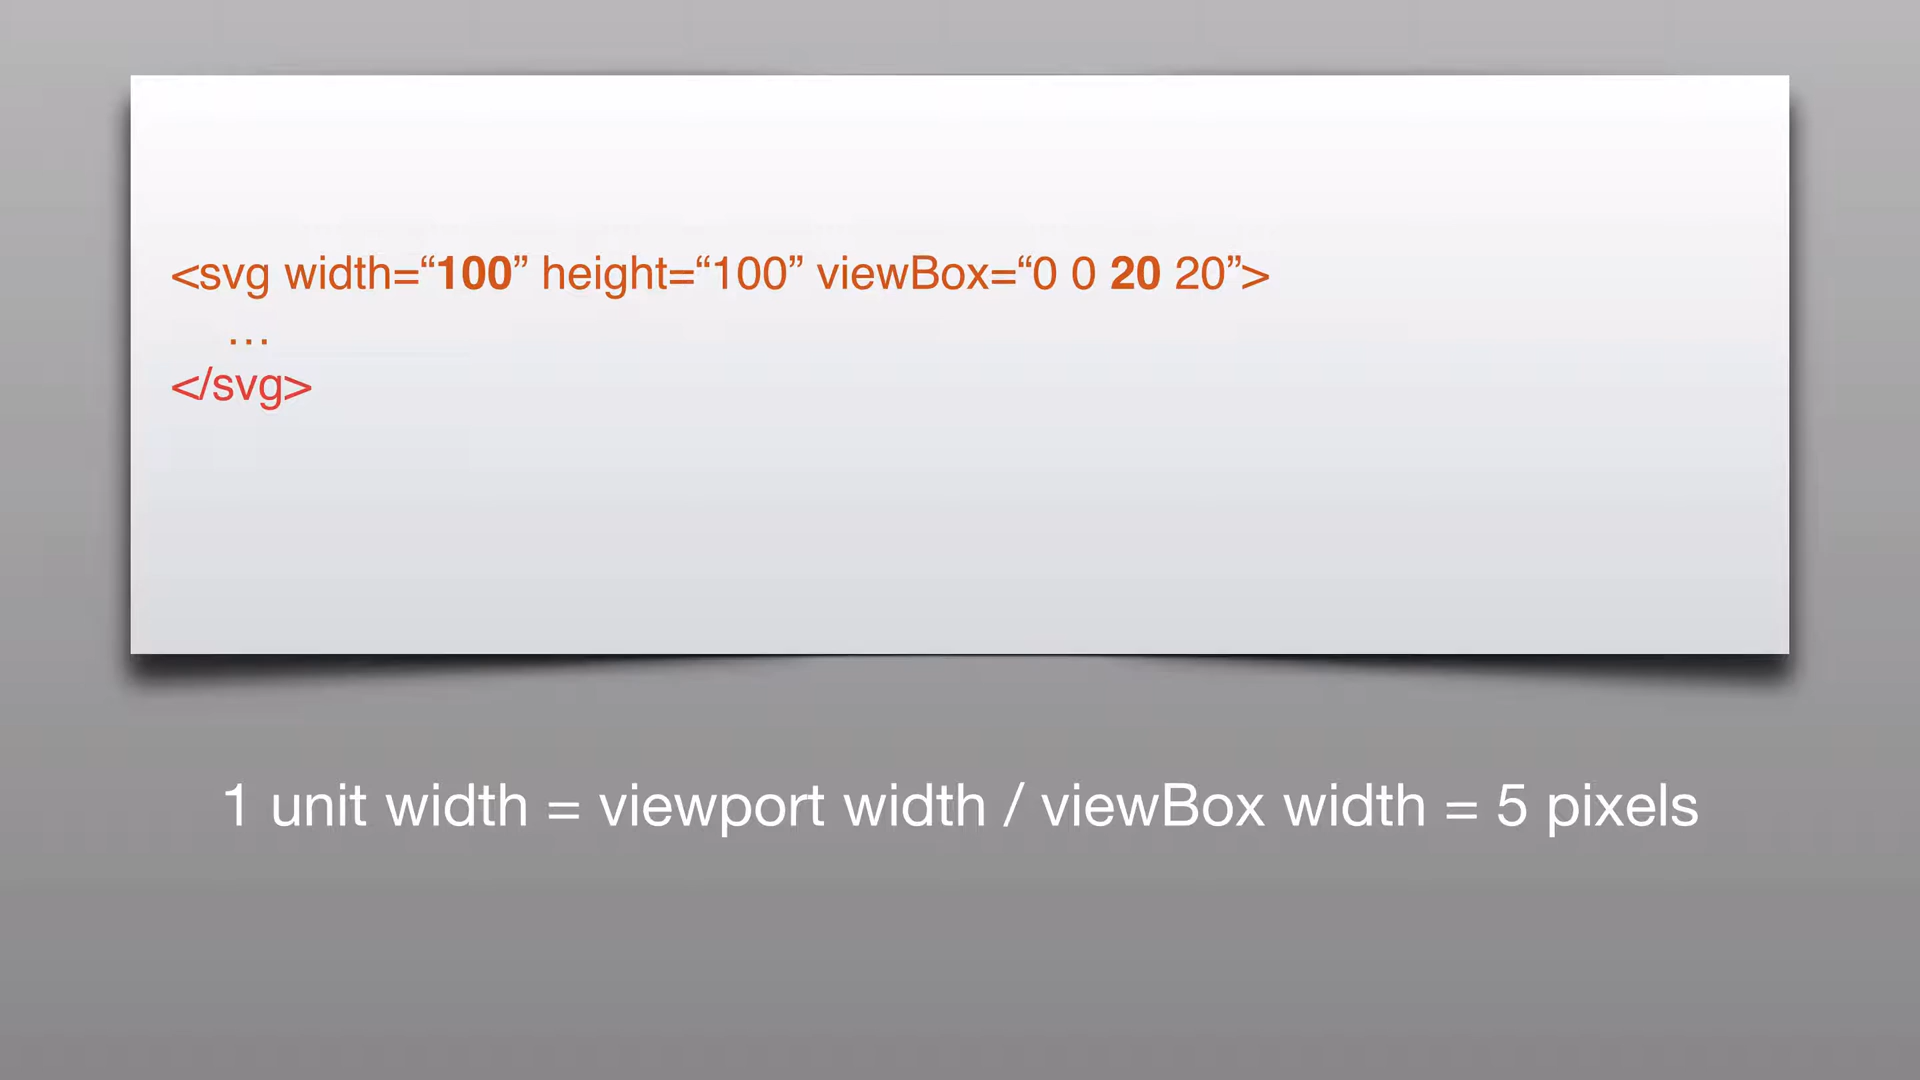 <svg width=“100” height=“100” viewBox=“0 0 20 20”>
…
</svg>
1 unit width = viewport width / viewBox width = 5 pixels